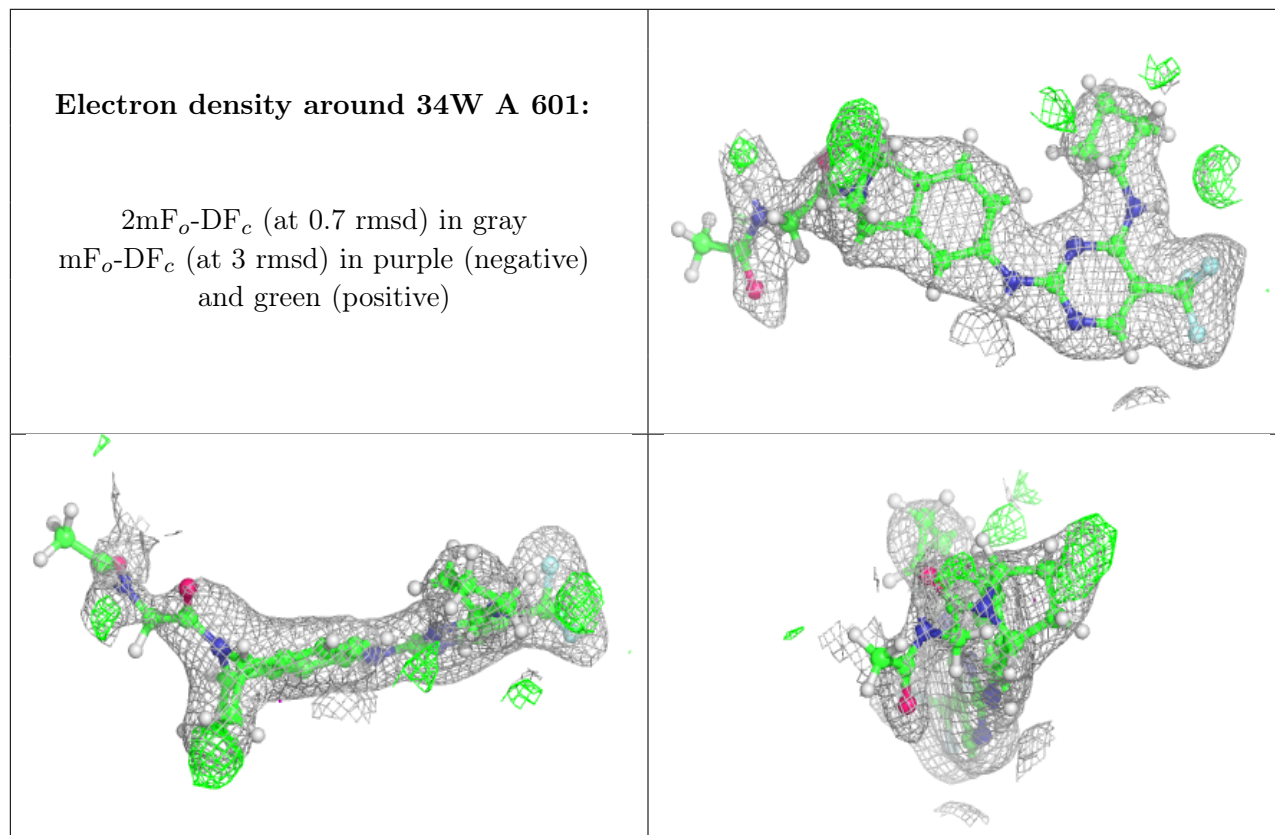 Electron density around 34W A 601:
2mFo-DFc (at 0.7 rmsd) in gray
mFo-DFc (at 3 rmsd) in purple (negative)
and green (positive)